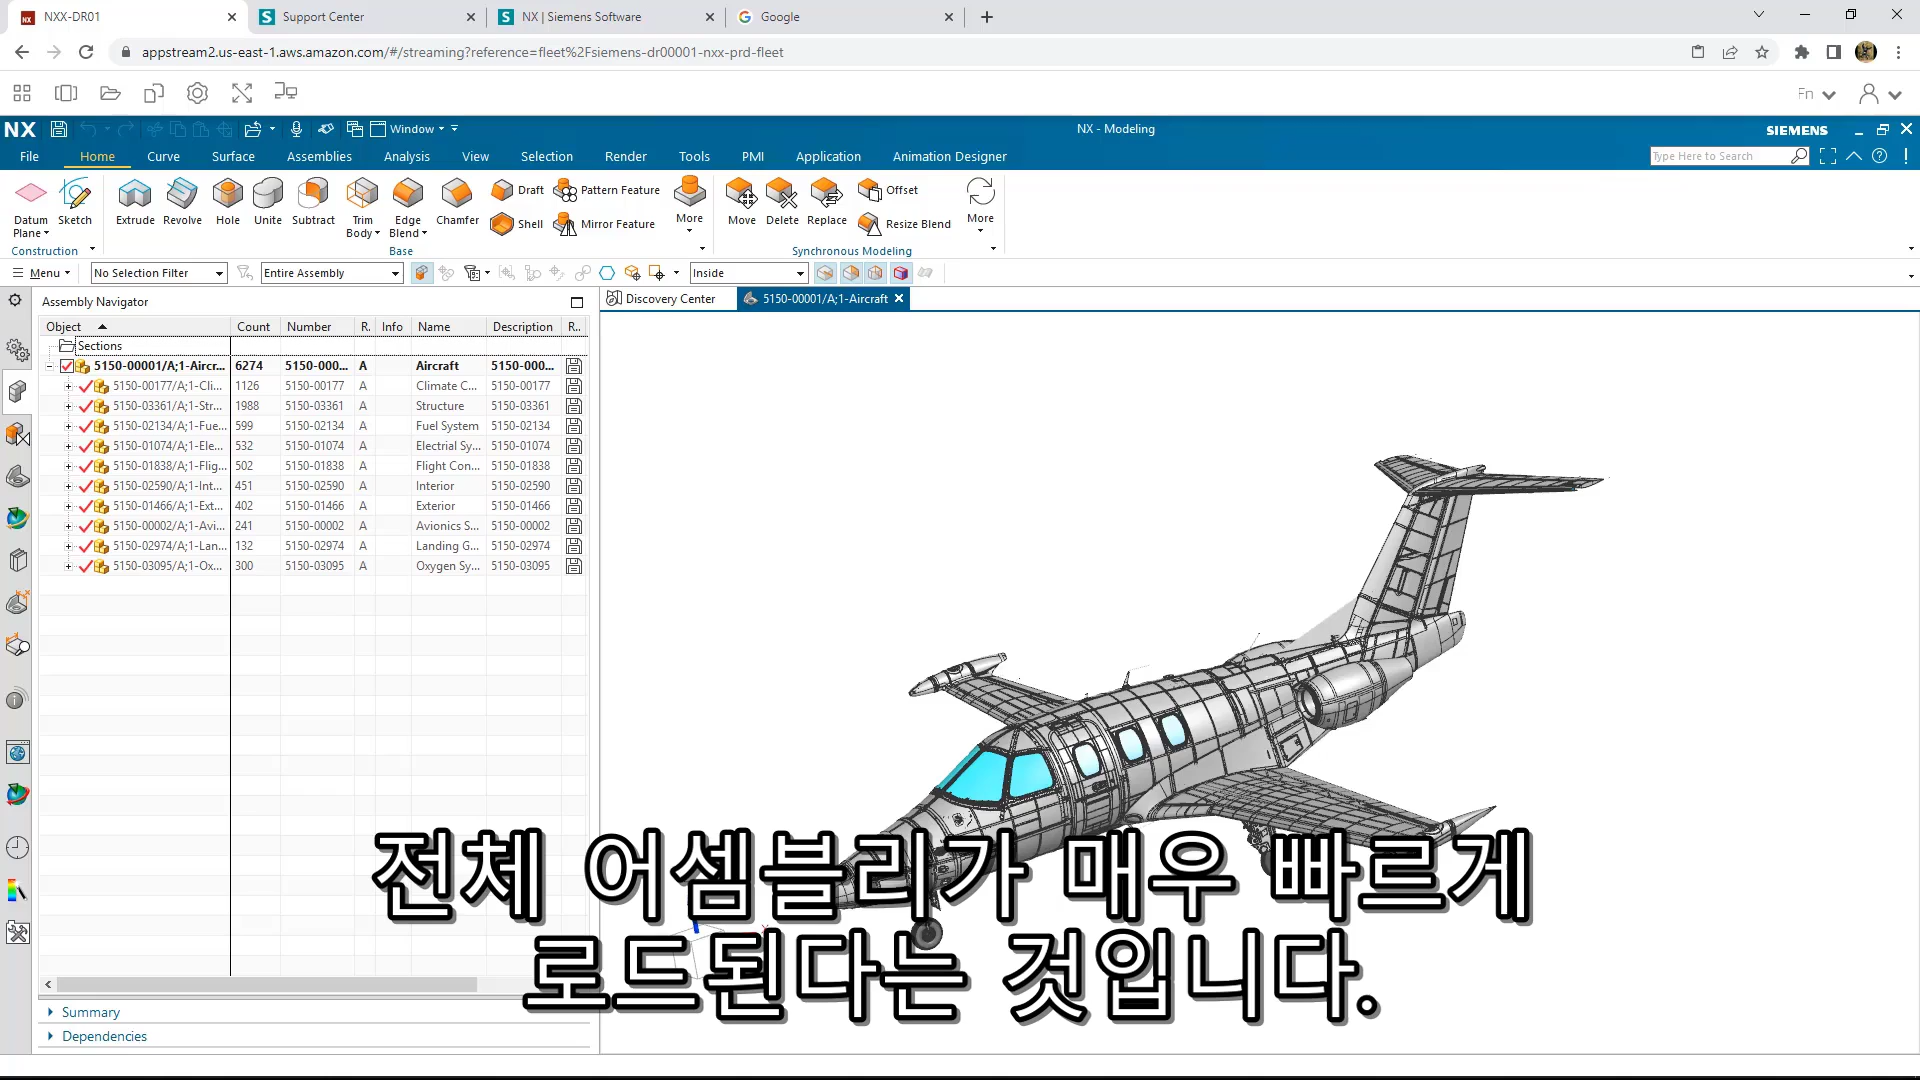 NXX-DR01
Support Center
NX | Siemens Software
Google
appstream2.us-east-1.aws.amazon.com/#/streaming?reference=fleet%2Fsiemens-dr00001-nxx-prd-fleet
Fn
NX
Window
NX - Modeling
SIEMENS
File Home Curve Surface Assemblies Analysis View Selection Render Tools PMI Application Animation Designer
Type Here to Search
Datum Plane
Sketch
Extrude
Revolve
Hole
Unite
Subtract
Trim Body
Edge Blend
Chamfer
Draft
Shell
Pattern Feature
Mirror Feature
More
Move
Delete
Replace
Offset
Resize Blend
More
Construction
Base
Synchronous Modeling
Menu
No Selection Filter
Entire Assembly
Inside
Assembly Navigator
Discovery Center
5150-00001/A;1-Aircraft
Object Count Number R. Info Name Description R..
Sections
5150-00001/A;1-Aircr... 6274 5150-000... A Aircraft 5150-000...
5150-00177/A;1-Cli... 1126 5150-00177 A Climate C... 5150-00177
5150-03361/A;1-Str... 1988 5150-03361 A Structure 5150-03361
5150-02134/A;1-Fue... 599 5150-02134 A Fuel System 5150-02134
5150-01074/A;1-Ele... 532 5150-01074 A Electrial Sy... 5150-01074
5150-01838/A;1-Flig... 502 5150-01838 A Flight Con... 5150-01838
5150-02590/A;1-Int... 451 5150-02590 A Interior 5150-02590
5150-01466/A;1-Ext... 402 5150-01466 A Exterior 5150-01466
5150-00002/A;1-Avi... 241 5150-00002 A Avionics S... 5150-00002
5150-02974/A;1-Lan... 132 5150-02974 A Landing G... 5150-02974
5150-03095/A;1-Ox... 300 5150-03095 A Oxygen Sy... 5150-03095
전체 어셈블리가 매우 빠르게
로드된다는 것입니다.
Summary
Dependencies